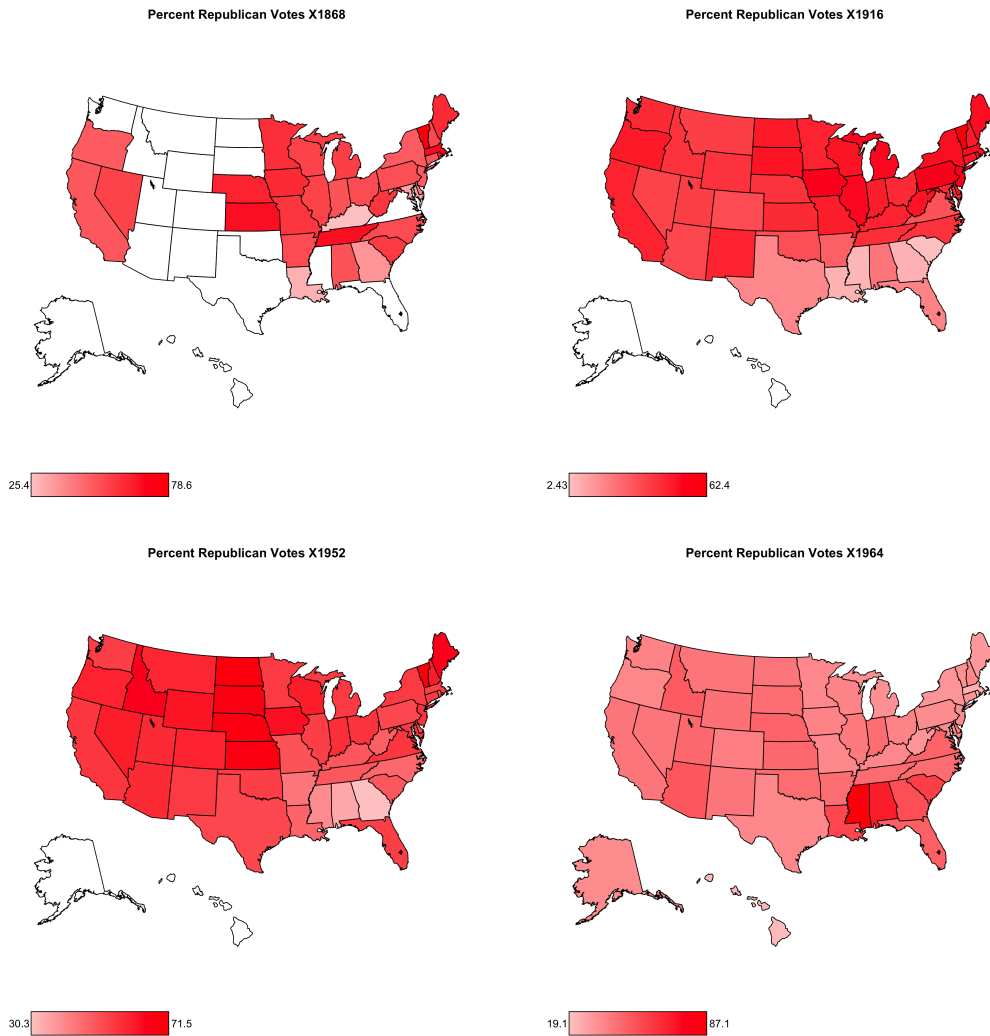 Percent Republican Votes X1868
Percent Republican Votes X1916
25.4 78.6
2.43 62.4
Percent Republican Votes X1952
Percent Republican Votes X1964
30.3 71.5
19.1 87.1